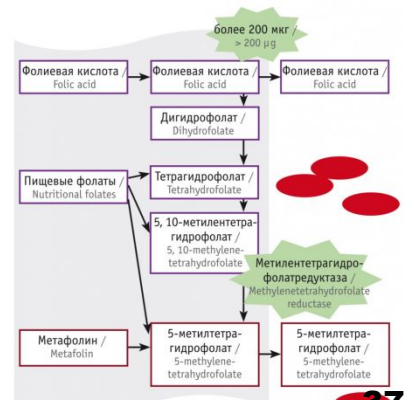 более 200 мкг /
> 200 µg
Фолиевая кислота /
Folic acid
Фолиевая кислота /
Folic acid
Фолиевая кислота /
Folic acid
Дигидрофолат /
Dihydrofolate
Пищевые фолаты /
Nutritional folates
Тетрагидрофолат /
Tetrahydrofolate
5, 10-метилентетра-
гидрофолат /
5, 10-methylene-
tetrahydrofolate
Метилентетрагидро-
фолатредуктаза /
Methylenetetrahydrofolate
reductase
Метафолин /
Metafolin
5-метилтетра-
гидрофолат /
5-methylene-
tetrahydrofolate
5-метилтетра-
гидрофолат /
5-methylene-
tetrahydrofolate
37